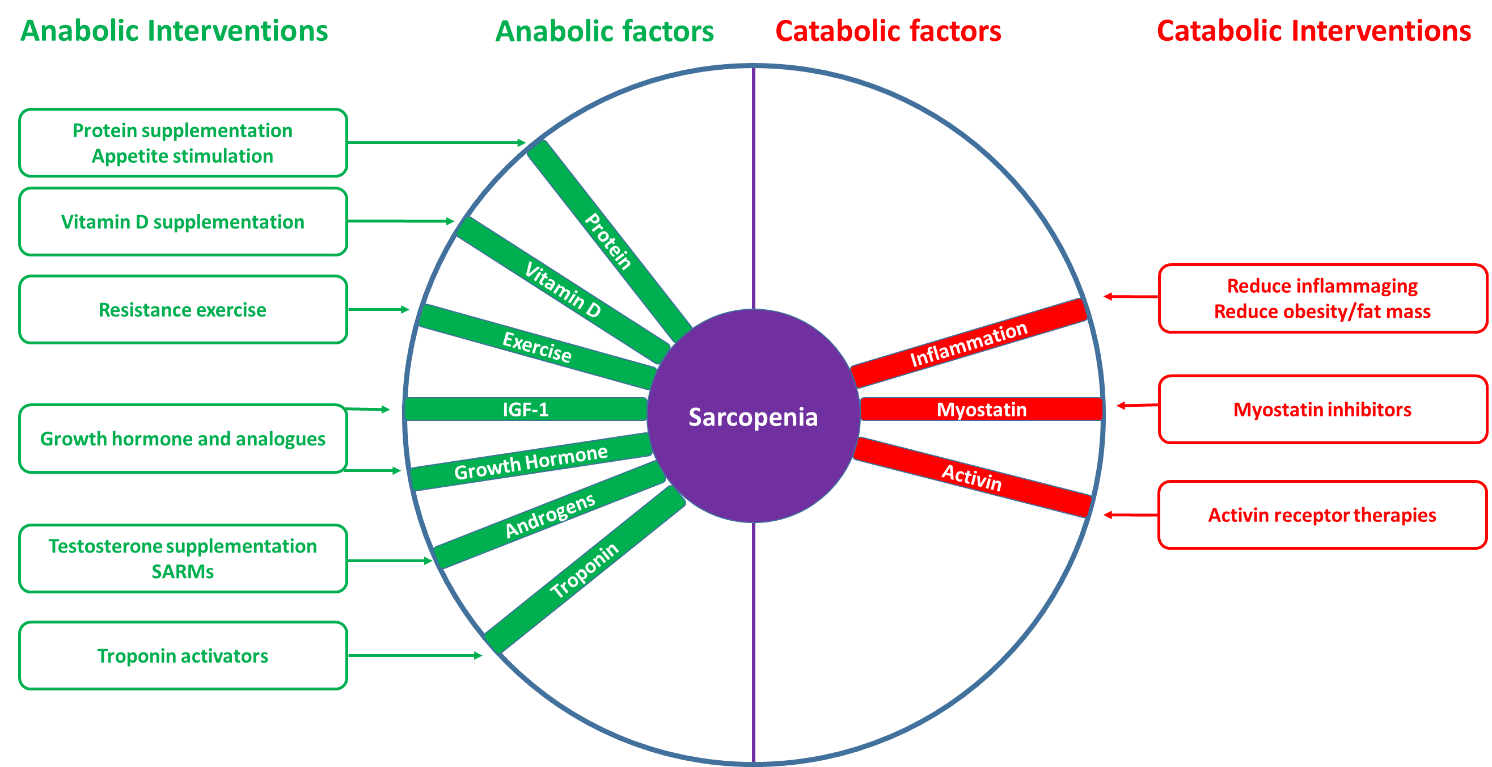 Anabolic Interventions
Anabolic factors
Catabolic factors
Catabolic Interventions
Protein supplementation
Appetite stimulation
Vitamin D supplementation
Resistance exercise
Growth hormone and analogues
Testosterone supplementation
SARMs
Troponin activators
Protein
Vitamin D
Exercise
IGF-1
Growth Hormone
Androgens
Troponin
Sarcopenia
Inflammation
Myostatin
Activin
Reduce inflammaging
Reduce obesity/fat mass
Myostatin inhibitors
Activin receptor therapies